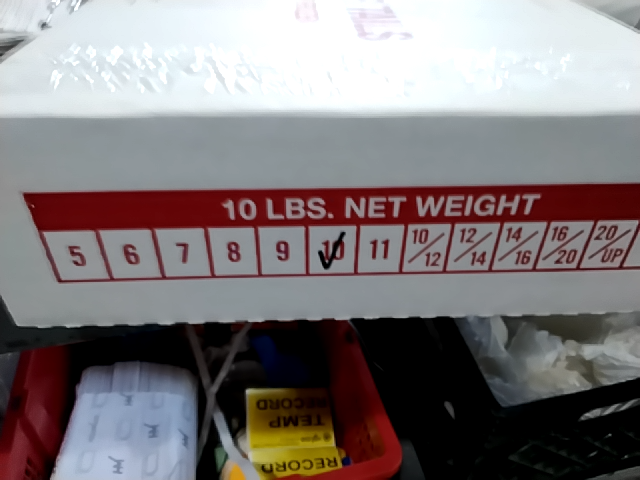 10 LBS. NET WEIGHT
5 6 7 8 9 10 11 10/12 12/14 14/16 16/20 20/UP
RECORD
TEMP
RECORD